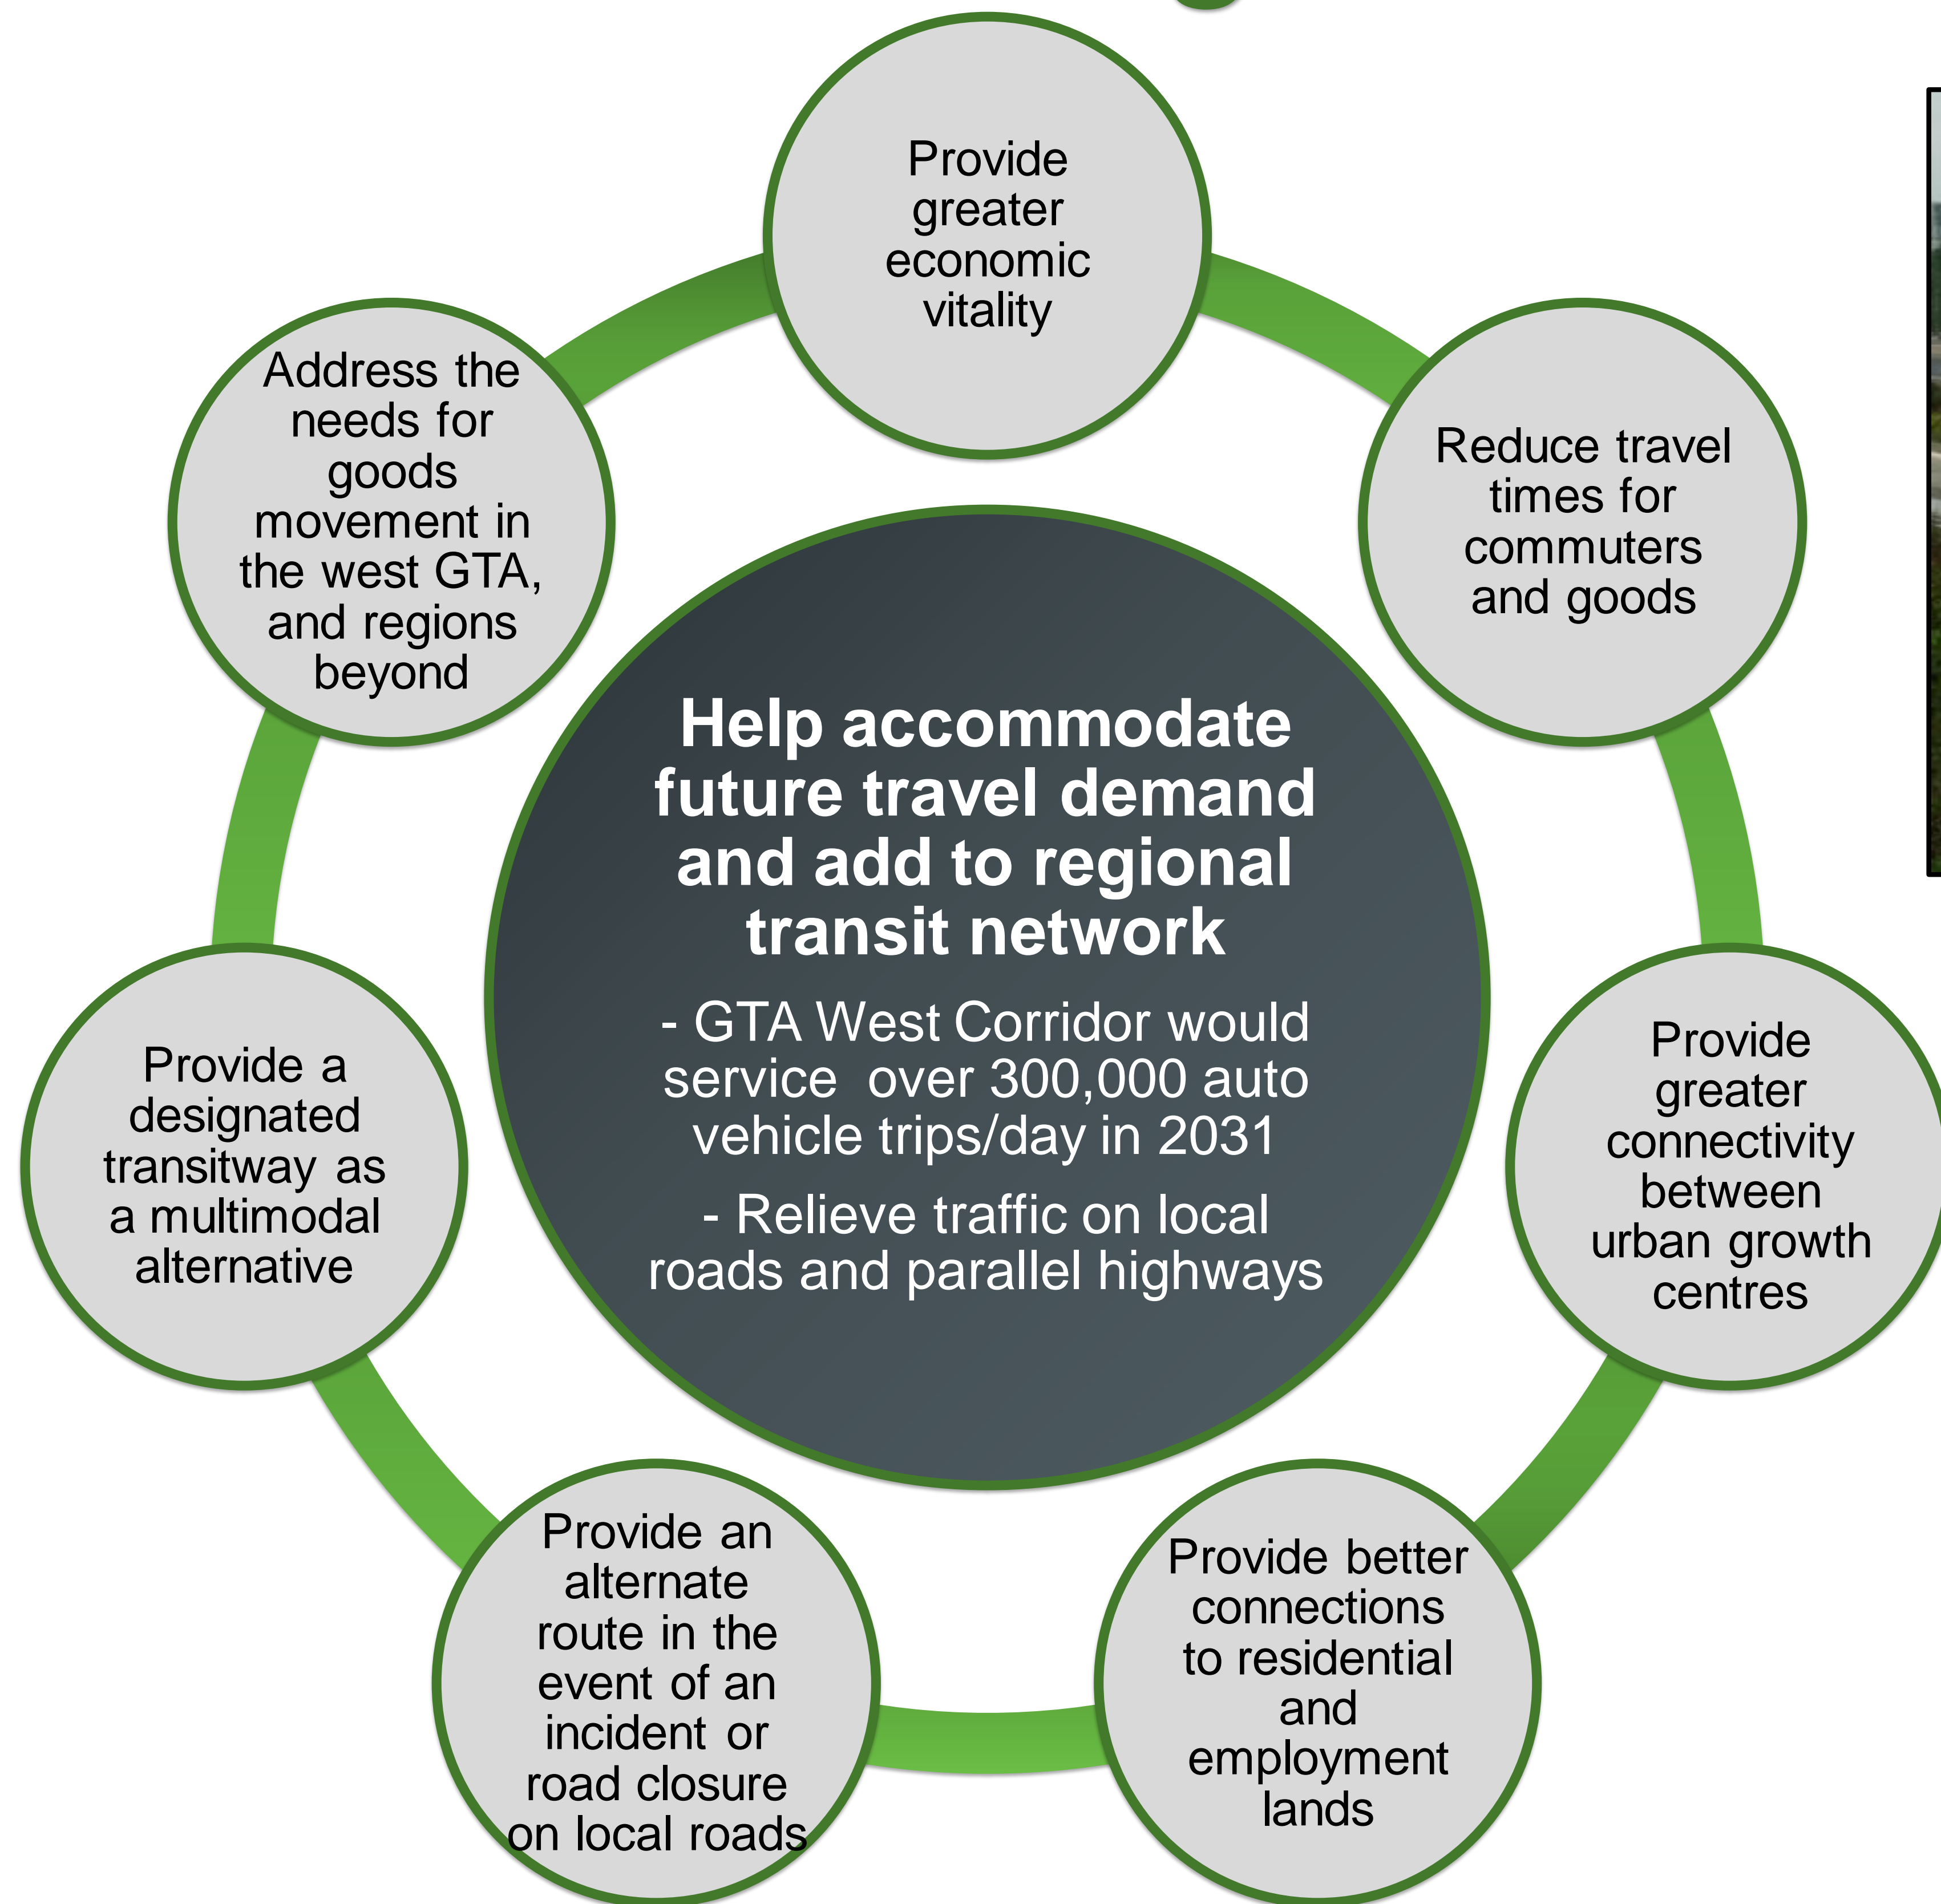 Provide
greater
economic
vitality
Reduce travel
times for
commuters
and goods
Provide
greater
connectivity
between
urban growth
centres
Provide better
connections
to residential
and
employment
lands
Provide an
alternate
route in the
event of an
incident or
road closure
on local roads
Provide a
designated
transitway as
a multimodal
alternative
Address the
needs for
goods
movement in
the west GTA,
and regions
beyond
Help accommodate
future travel demand
and add to regional
transit network
- GTA West Corridor would
service  over 300,000 auto
vehicle trips/day in 2031
- Relieve traffic on local
roads and parallel highways